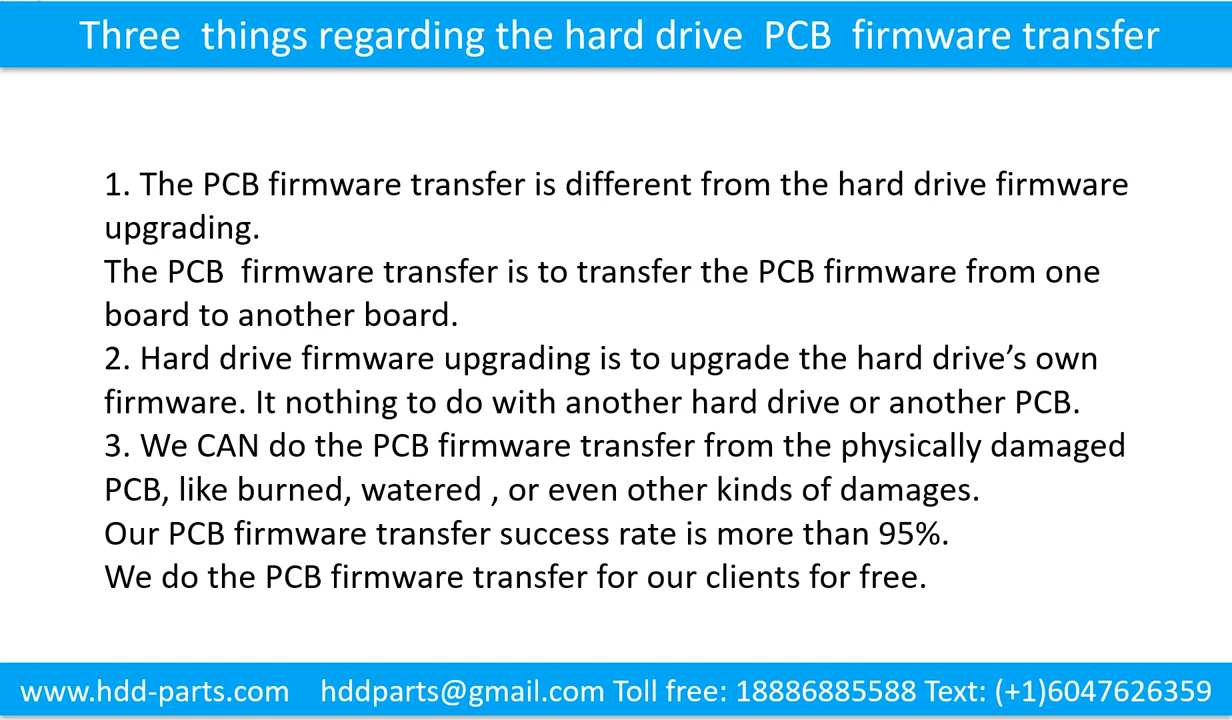 Three things regarding the hard drive PCB firmware transfer
1. The PCB firmware transfer is different from the hard drive firmware
upgrading.
The PCB firmware transfer is to transfer the PCB firmware from one
board to another board.
2. Hard drive firmware upgrading is to upgrade the hard drive’s own
firmware. It nothing to do with another hard drive or another PCB.
3. We CAN do the PCB firmware transfer from the physically damaged
PCB, like burned, watered , or even other kinds of damages.
Our PCB firmware transfer success rate is more than 95%.
We do the PCB firmware transfer for our clients for free.
www.hdd-parts.com hddparts@gmail.com Toll free: 18886885588 Text: (+1)6047626359